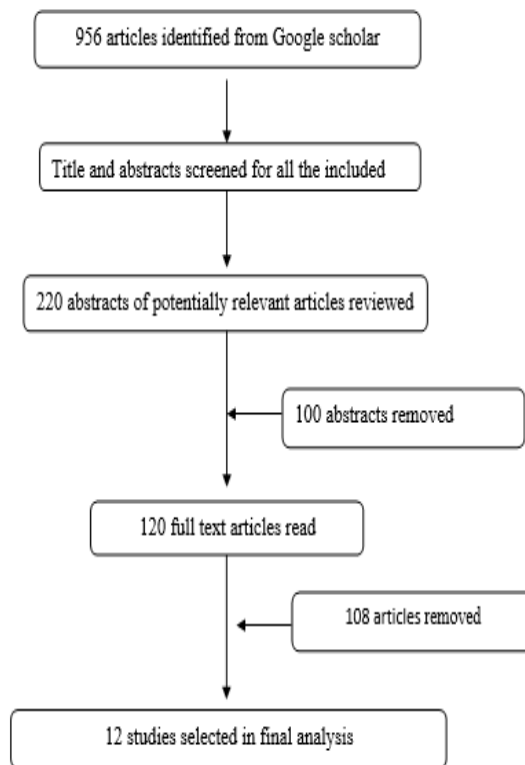 956 articles identified from Google scholar
Title and abstracts screened for all the included
220 abstracts of potentially relevant articles reviewed
100 abstracts removed
120 full text articles read
108 articles removed
12 studies selected in final analysis